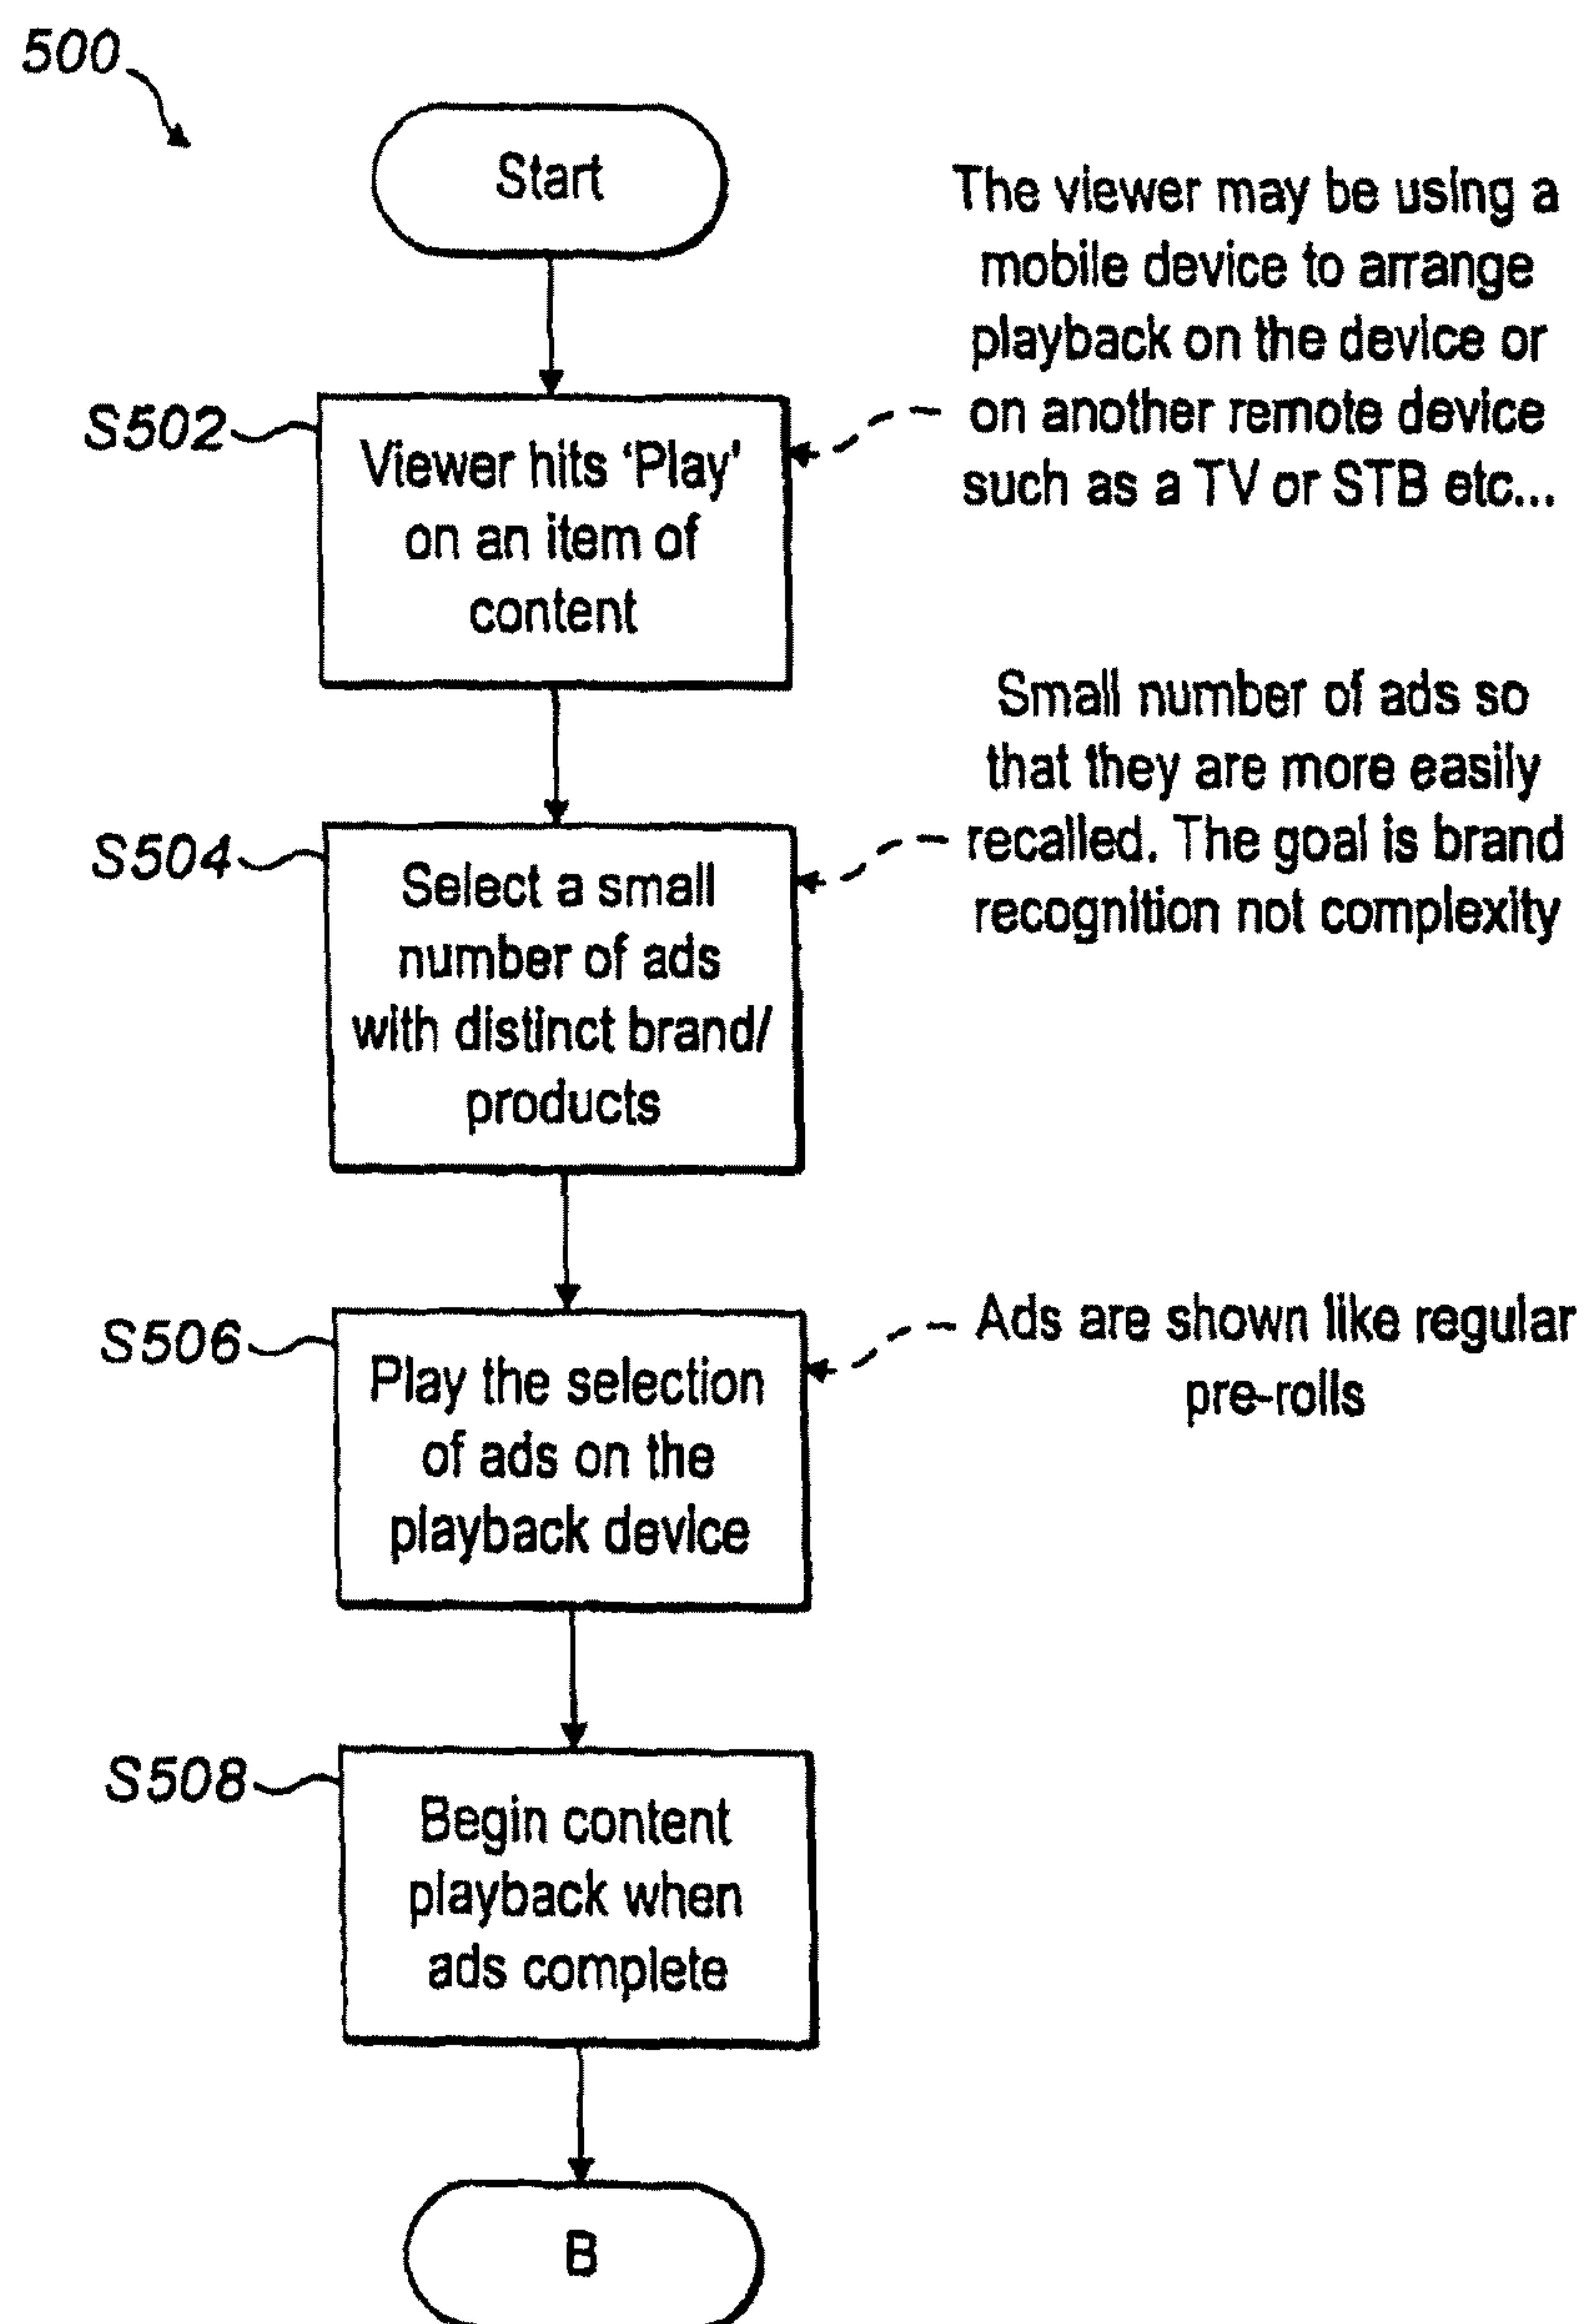 500
Start
The viewer may be using a
mobile device to arrange
playback on the device or
on another remote device
such as a TV or STB etc...
S502
Viewer hits 'Play'
on an item of
content
Small number of ads so
that they are more easily
recalled. The goal is brand
recognition not complexity
S504
Select a small
number of ads
with distinct brand/
products
S506
Play the selection
of ads on the
playback device
Ads are shown like regular
pre-rolls
S508
Begin content
playback when
ads complete
B